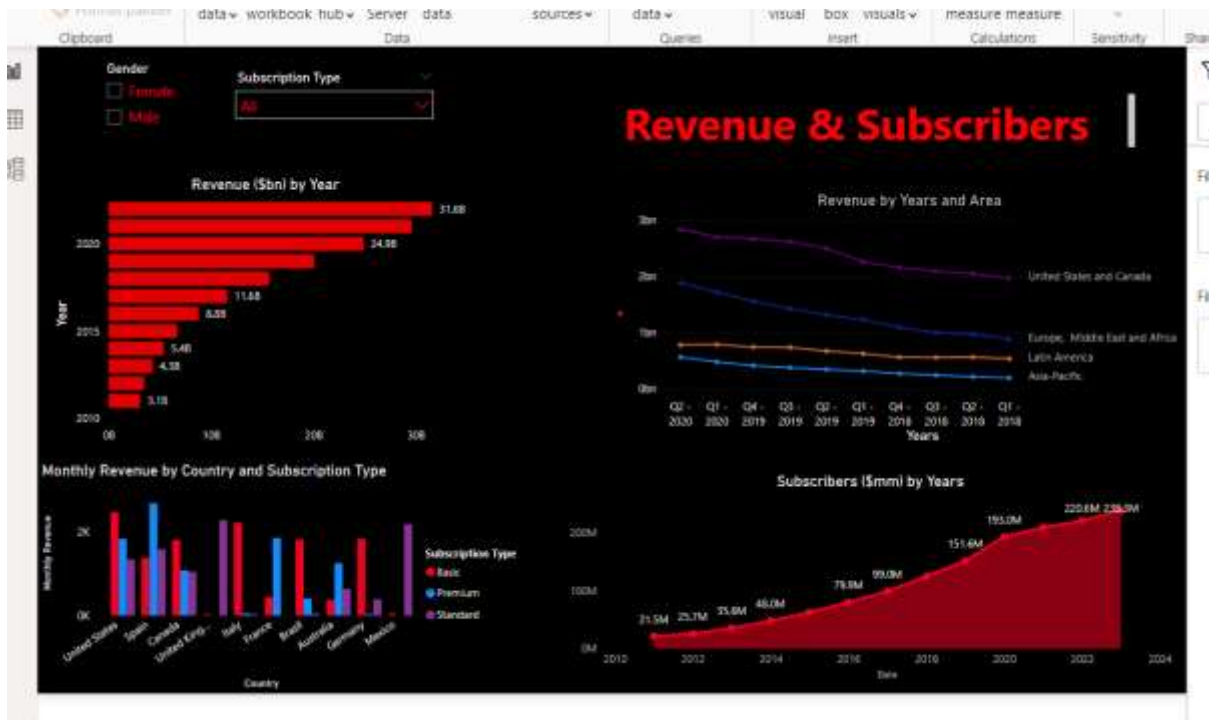 data workbook hub Server data sources data visual box visuals measure measure
Clipboard Data Queries Insert Calculations Sensitivity
Gender
Female
Male
Subscription Type
All
Revenue & Subscribers
Revenue ($bn) by Year
31.6B
2020
24.9B
11.6B
8.8B
Year
2015
5.4B
4.3B
3.1B
2010
0B 10B 20B 30B
Revenue by Years and Area
3bn
2bn
1bn
0bn
United States and Canada
Europe, Middle East and Africa
Latin America
Asia-Pacific
Q2 - Q1 - Q4 - Q3 - Q2 - Q1 - Q4 - Q3 - Q2 - Q1 -
2020 2020 2019 2019 2019 2019 2018 2018 2018 2018
Years
Monthly Revenue by Country and Subscription Type
Monthly Revenue
2K
0K
United States Spain Canada United King... Italy France Brazil Australia Germany Mexico
Country
Subscription Type
Basic
Premium
Standard
Subscribers ($mm) by Years
200M
100M
0M
21.5M 25.7M 35.6M 48.0M 79.9M 99.0M 151.6M 193.0M 220.6M
2010 2012 2014 2016 2018 2020 2022 2024
Date